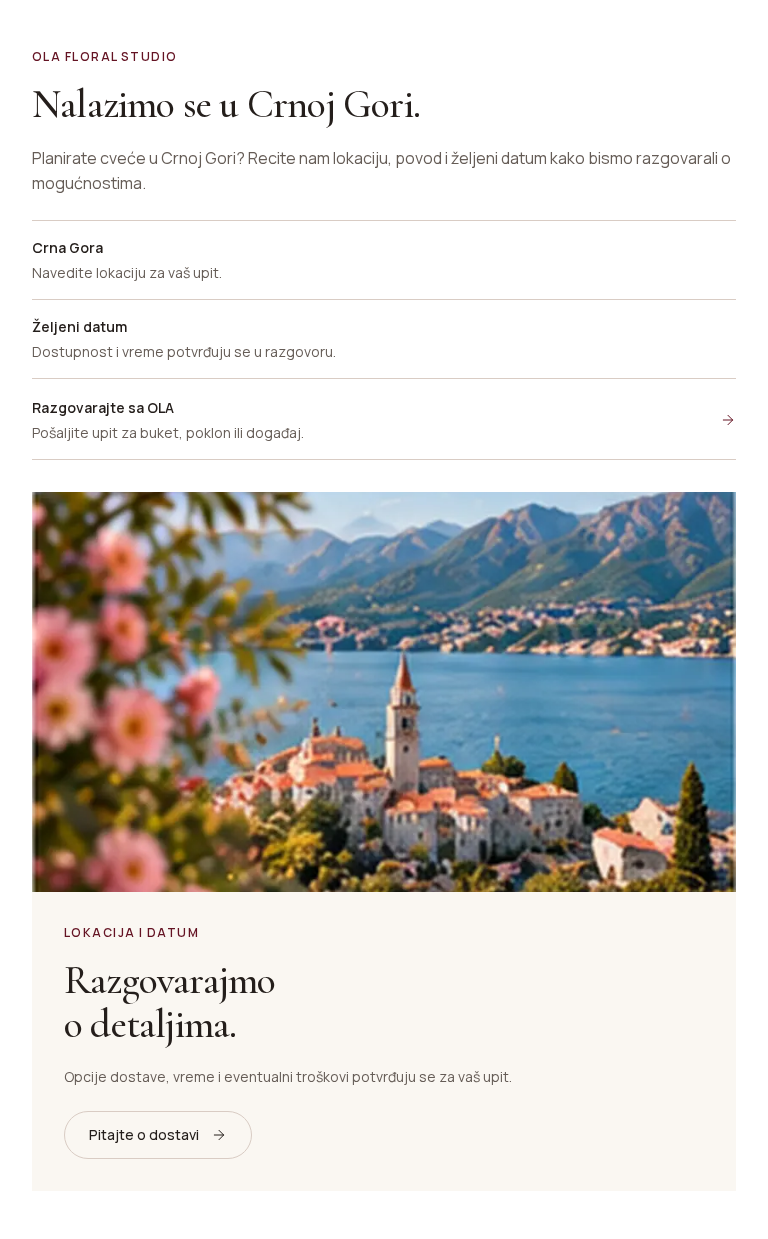 OLA FLORAL STUDIO
Nalazimo se u Crnoj Gori.
Planirate cveće u Crnoj Gori? Recite nam lokaciju, povod i željeni datum kako bismo razgovarali o
mogućnostima.
Crna Gora
Navedite lokaciju za vaš upit.
Željeni datum
Dostupnost i vreme potvrđuju se u razgovoru.
Razgovarajte sa OLA
Pošaljite upit za buket, poklon ili događaj.
LOKACIJA I DATUM
Razgovarajmo
o detaljima.
Opcije dostave, vreme i eventualni troškovi potvrđuju se za vaš upit.
Pitajte o dostavi